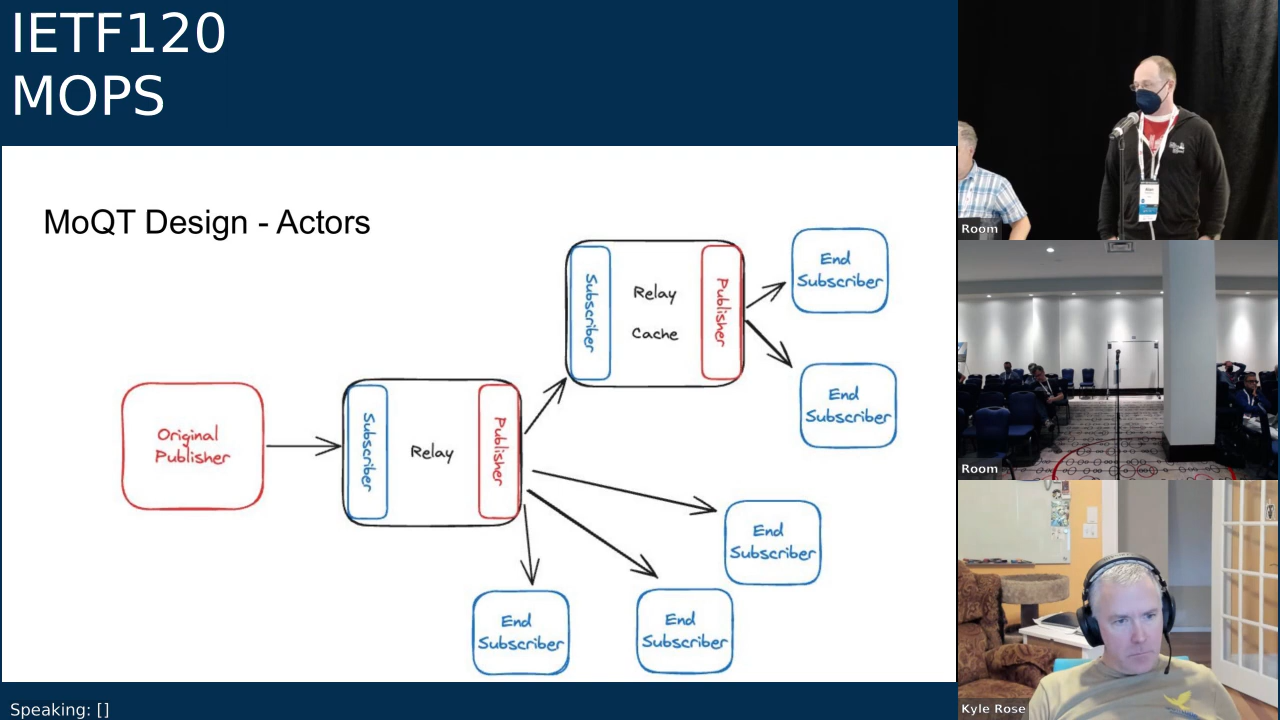 IETF120
MOPS
MoQT Design - Actors
Original
Publisher
Subscriber
Relay
Publisher
Subscriber
Relay
Cache
Publisher
End
Subscriber
End
Subscriber
End
Subscriber
End
Subscriber
End
Subscriber
Speaking: []
Room
Room
Kyle Rose